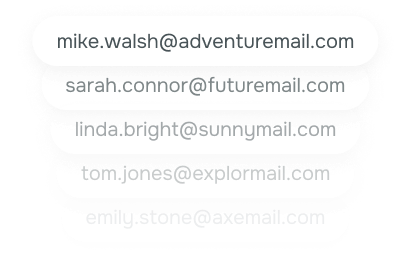 mike.walsh@adventuremail.com
sarah.connor@futuremail.com
linda.bright@sunnymail.com
tom.jones@explormail.com
emily.stone@axemail.com